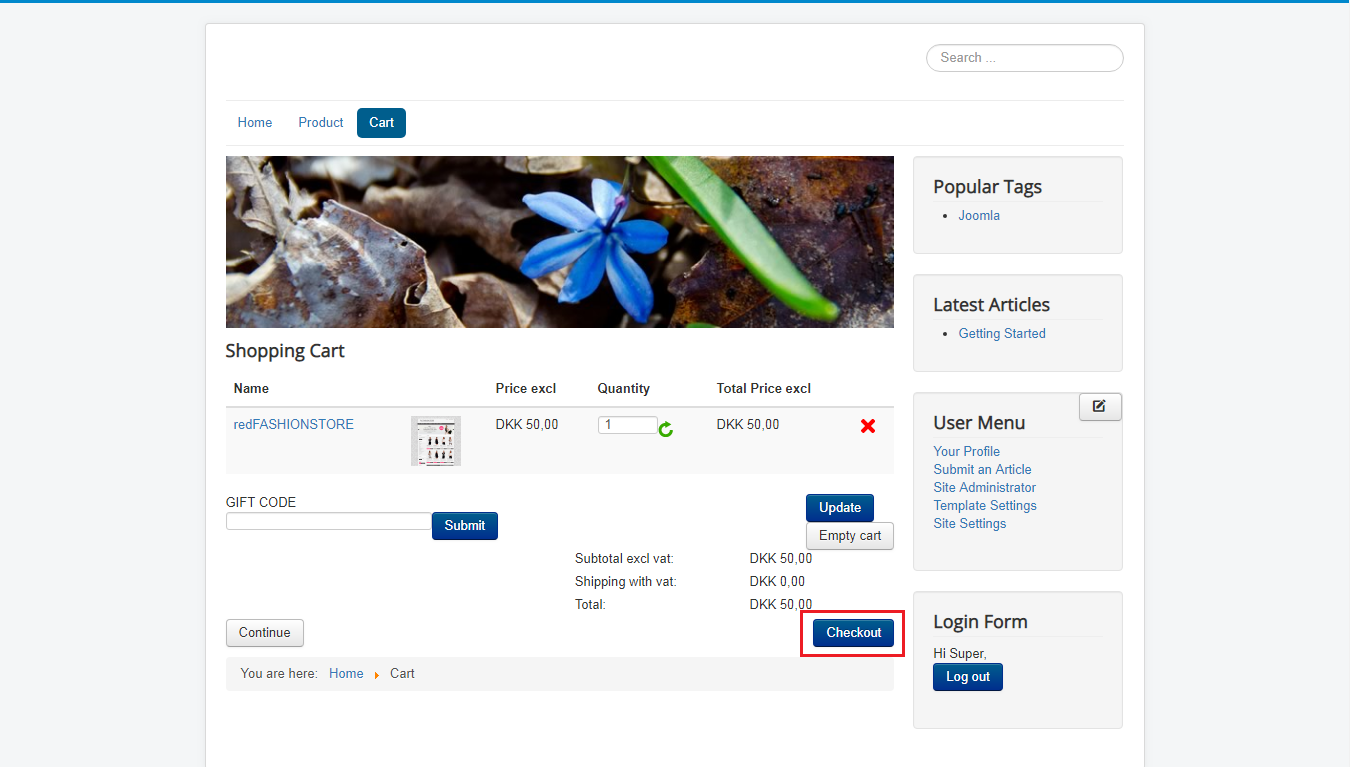 Search ...
Home Product Cart
Shopping Cart
Name Price excl Quantity Total Price excl
redFASHIONSTORE DKK 50,00 1 DKK 50,00
GIFT CODE
Submit
Update
Empty cart
Subtotal excl vat: DKK 50,00
Shipping with vat: DKK 0,00
Total: DKK 50,00
Continue Checkout
You are here: Home Cart
Popular Tags
Joomla
Latest Articles
Getting Started
User Menu
Your Profile
Submit an Article
Site Administrator
Template Settings
Site Settings
Login Form
Hi Super,
Log out